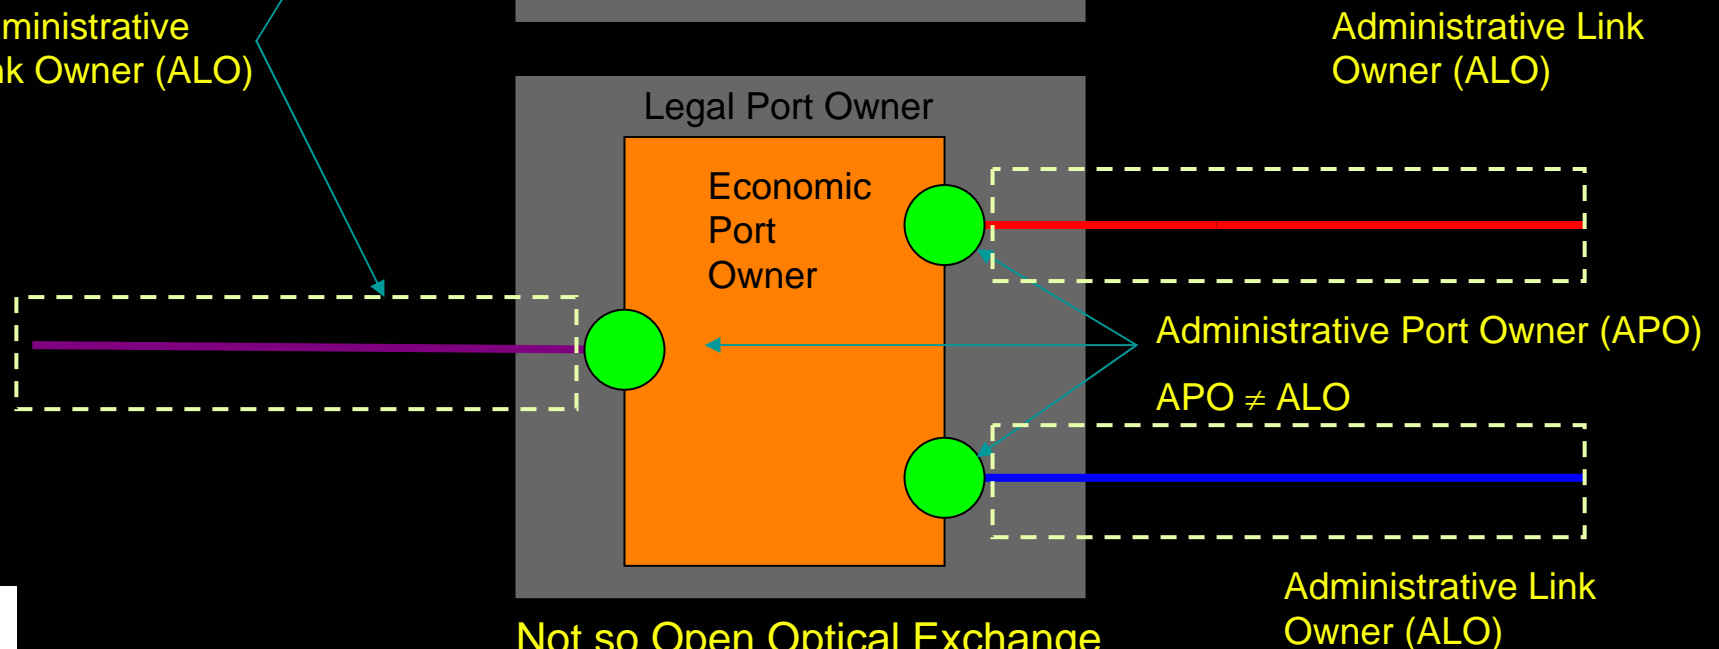 ministrative
nk Owner (ALO)
Administrative Link
Owner (ALO)
Legal Port Owner
Economic
Port
Owner
Administrative Port Owner (APO)
APO ≠ ALO
Administrative Link
Owner (ALO)
Not so Open Optical Exchange